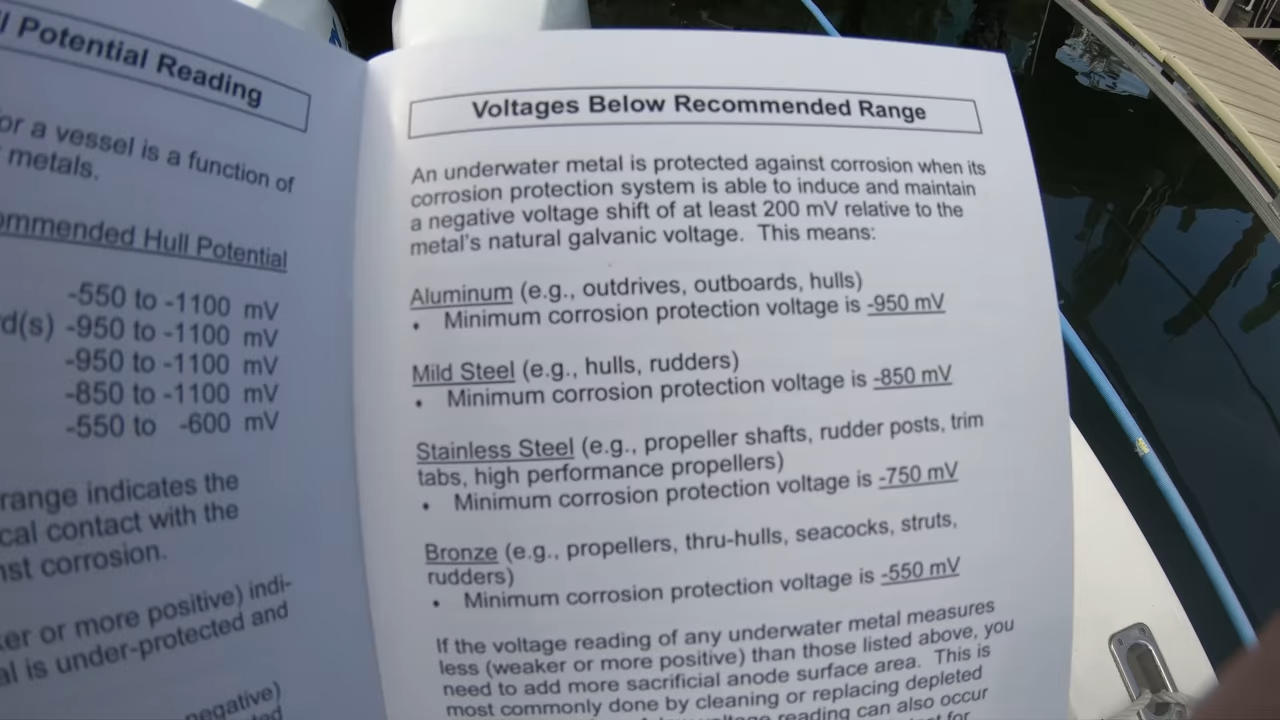 l Potential Reading
or a vessel is a function of
metals.
ommended Hull Potential
-550 to -1100 mV
d(s) -950 to -1100 mV
-950 to -1100 mV
-850 to -1100 mV
-550 to -600 mV
range indicates the
cal contact with the
nst corrosion.
ker or more positive) indi-
al is under-protected and
negative)
Voltages Below Recommended Range
An underwater metal is protected against corrosion when its
corrosion protection system is able to induce and maintain
a negative voltage shift of at least 200 mV relative to the
metal's natural galvanic voltage. This means:
Aluminum (e.g., outdrives, outboards, hulls)
• Minimum corrosion protection voltage is -950 mV
Mild Steel (e.g., hulls, rudders)
• Minimum corrosion protection voltage is -850 mV
Stainless Steel (e.g., propeller shafts, rudder posts, trim
tabs, high performance propellers)
• Minimum corrosion protection voltage is -750 mV
Bronze (e.g., propellers, thru-hulls, seacocks, struts,
rudders)
• Minimum corrosion protection voltage is -550 mV
If the voltage reading of any underwater metal measures
less (weaker or more positive) than those listed above, you
need to add more sacrificial anode surface area. This is
most commonly done by cleaning or replacing depleted
reading can also occur
for